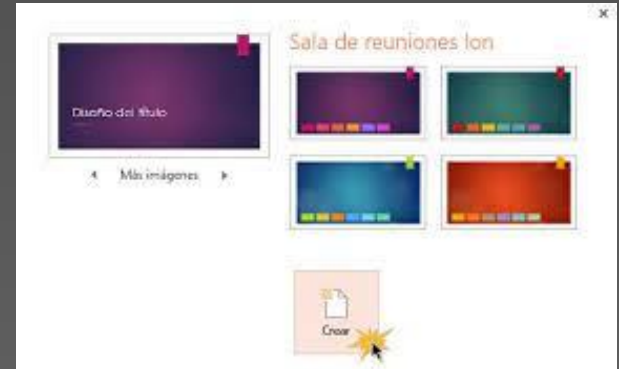 Sala de reuniones Ion
Diseño del título
Más imágenes
Crear